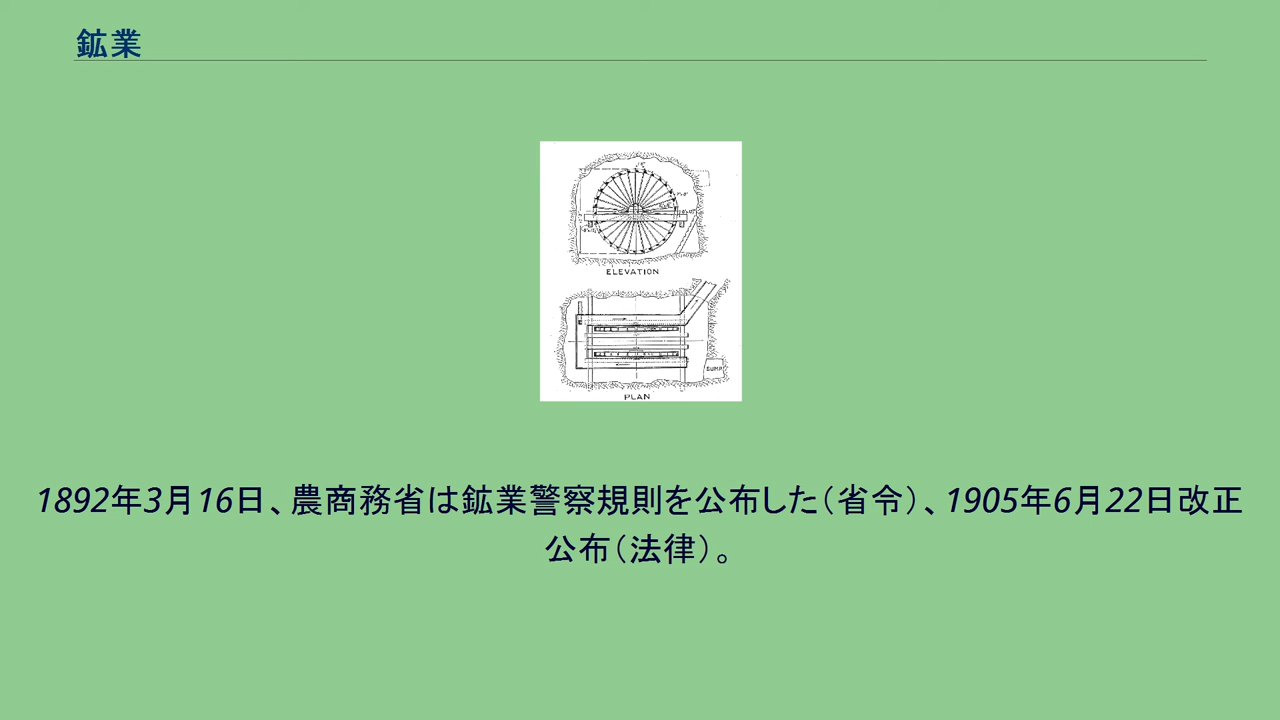 鉱業
ELEVATION
SUMP
PLAN
1892年3月16日、農商務省は鉱業警察規則を公布した（省令）、1905年6月22日改正
公布（法律）。